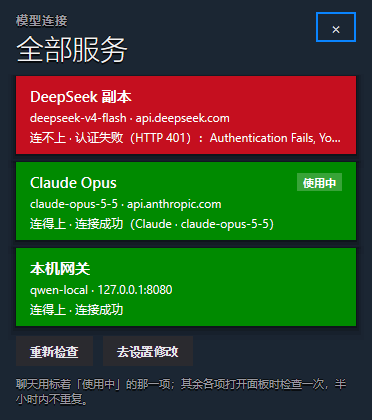 模型连接
全部服务
×
DeepSeek 副本
deepseek-v4-flash · api.deepseek.com
连不上 · 认证失败（HTTP 401）：Authentication Fails, Yo...
Claude Opus
使用中
claude-opus-5-5 · api.anthropic.com
连得上 · 连接成功（Claude · claude-opus-5-5）
本机网关
qwen-local · 127.0.0.1:8080
连得上 · 连接成功
重新检查
去设置修改
聊天用标着「使用中」的那一项；其余各项打开面板时检查一次，半
小时内不重复。